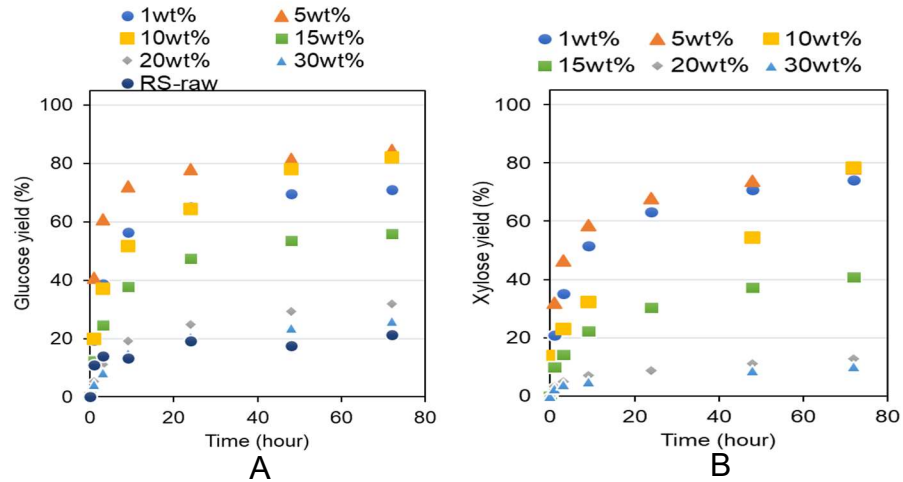 1wt% 5wt%
10wt% 15wt%
20wt% 30wt%
RS-raw
100
80
60
40
20
0
Glucose yield (%)
0 20 40 60 80
Time (hour)
A
1wt% 5wt% 10wt%
15wt% 20wt% 30wt%
100
80
60
40
20
0
Xylose yield (%)
0 20 40 60 80
Time (hour)
B